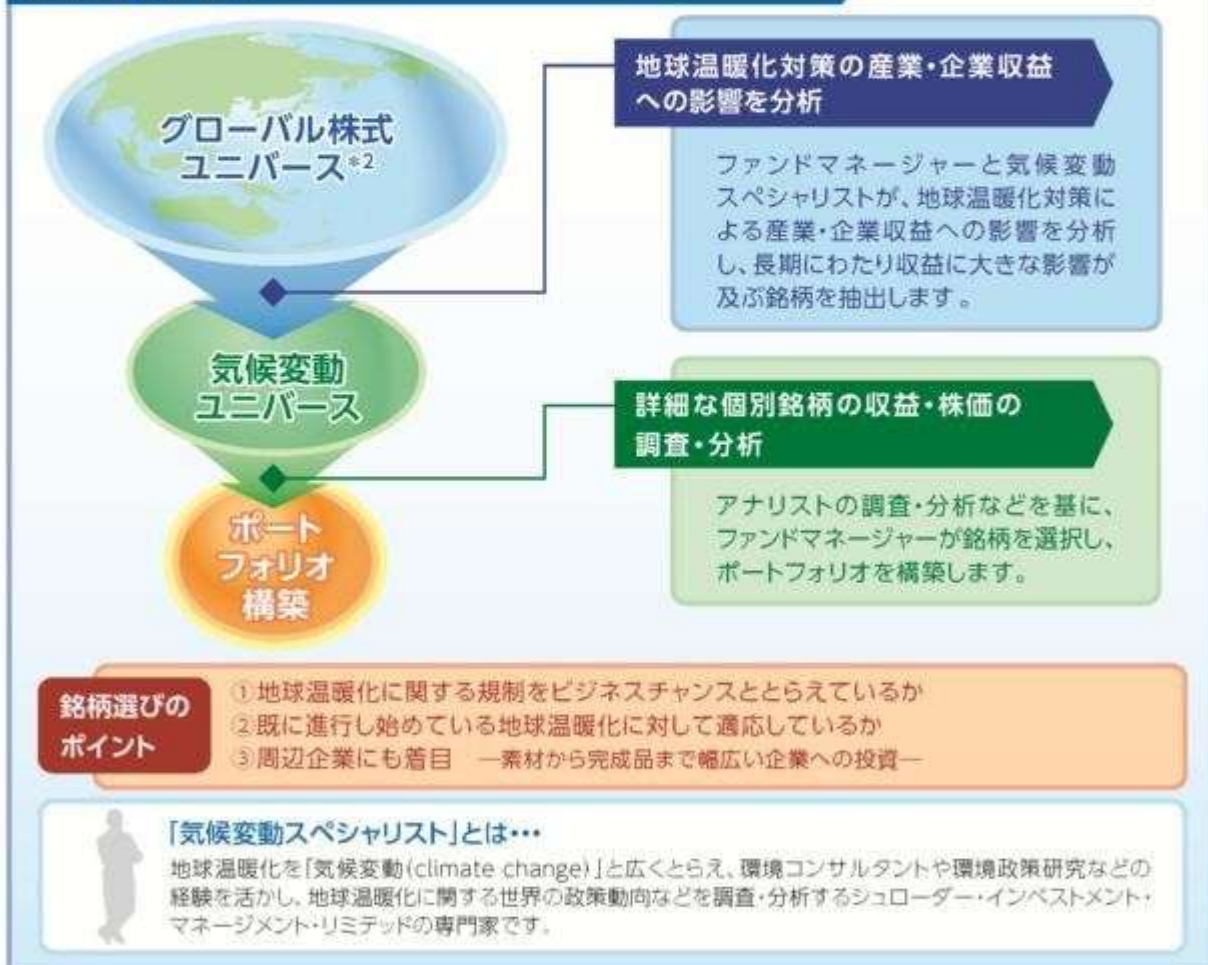 グローバル株式
ユニバース*2
地球温暖化対策の産業・企業収益
への影響を分析
ファンドマネージャーと気候変動
スペシャリストが、地球温暖化対策に
よる産業・企業収益への影響を分析
し、長期にわたり収益に大きな影響が
及ぶ銘柄を抽出します。
気候変動
ユニバース
詳細な個別銘柄の収益・株価の
調査・分析
アナリストの調査・分析などを基に、
ファンドマネージャーが銘柄を選択し、
ポートフォリオを構築します。
ポート
フォリオ
構築
銘柄選びの
ポイント
①地球温暖化に関する規制をビジネスチャンスととらえているか
②既に進行し始めている地球温暖化に対して適応しているか
③周辺企業にも着目 ―素材から完成品まで幅広い企業への投資―
「気候変動スペシャリスト」とは・・・
地球温暖化を「気候変動(climate change)」と広くとらえ、環境コンサルタントや環境政策研究などの
経験を活かし、地球温暖化に関する世界の政策動向などを調査・分析するシュローダー・インベストメント・
マネージメント・リミテッドの専門家です。